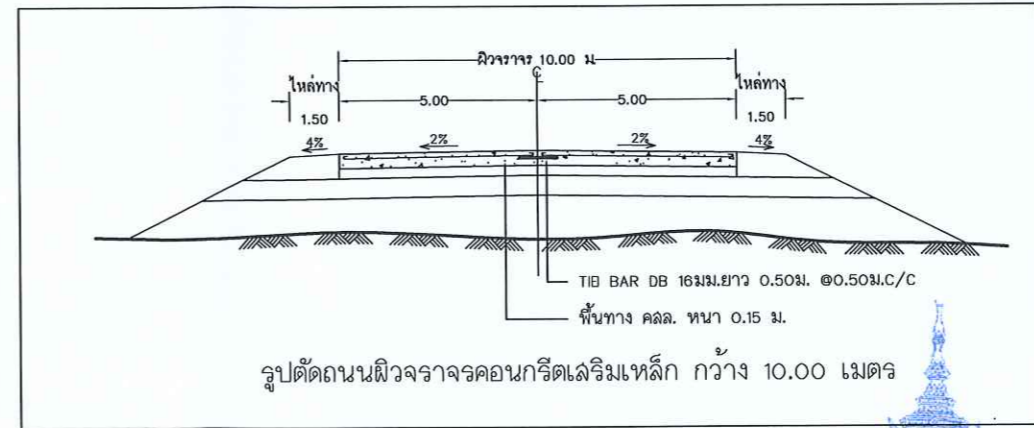 ผิวจราจร 10.00 ม
℄
ไหล่ทาง
ไหล่ทาง
5.00
5.00
1.50
1.50
4%
2%
2%
4%
TIB BAR DB 16มม.ยาว 0.50ม. @0.50ม.C/C
พื้นทาง คสล. หนา 0.15 ม.
รูปตัดถนนผิวจราจรคอนกรีตเสริมเหล็ก กว้าง 10.00 เมตร